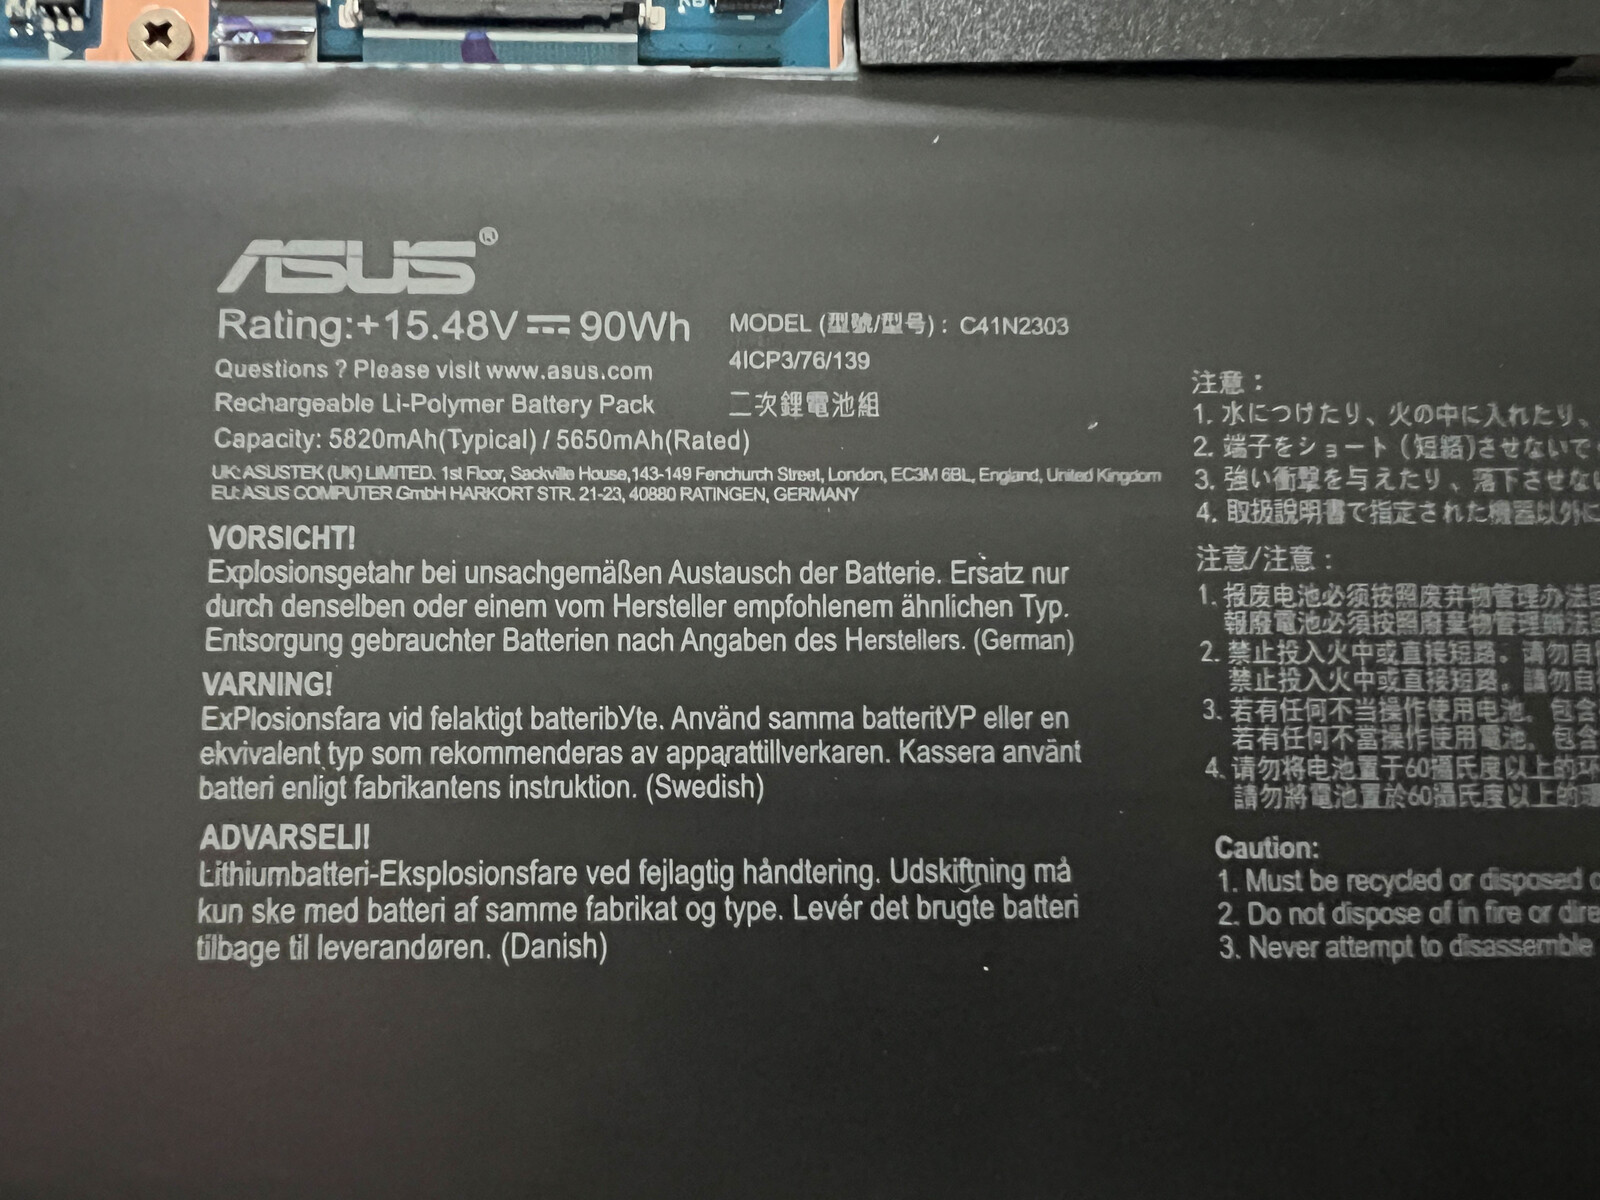 ASUS®
Rating:+15.48V ⎓ 90Wh
Questions ? Please visit www.asus.com
Rechargeable Li-Polymer Battery Pack
Capacity: 5820mAh(Typical) / 5650mAh(Rated)
MODEL (型號/型号) : C41N2303
4ICP3/76/139
二次鋰電池組
UK: ASUSTEK (UK) LIMITED. 1st Floor, Sackville House,143-149 Fenchurch Street, London, EC3M 6BL, England, United Kingdom
EU: ASUS COMPUTER GmbH HARKORT STR. 21-23, 40880 RATINGEN, GERMANY
VORSICHT!
Explosionsgetahr bei unsachgemäßen Austausch der Batterie. Ersatz nur
durch denselben oder einem vom Hersteller empfohlenem ähnlichen Typ.
Entsorgung gebrauchter Batterien nach Angaben des Herstellers. (German)
VARNING!
ExPlosionsfara vid felaktigt batteribУte. Använd samma batteritУP eller en
ekvivalent typ som rekommenderas av apparattillverkaren. Kassera använt
batteri enligt fabrikantens instruktion. (Swedish)
ADVARSELI!
Lithiumbatteri-Eksplosionsfare ved fejlagtig håndtering. Udskiftning må
kun ske med batteri af samme fabrikat og type. Levér det brugte batteri
tilbage til leverandøren. (Danish)
注意：
1. 水につけたり、火の中に入れたり、
2. 端子をショート（短絡)させないで
3. 強い衝撃を与えたり、落下させない
4. 取扱説明書で指定された機器以外に
注意/注意：
1. 报废电池必须按照废弃物管理办法
報廢電池必須按照廢棄物管理辦法
2. 禁止投入火中或直接短路。请勿自
禁止投入火中或直接短路。請勿自
3. 若有任何不当操作使用电池，包含
若有任何不當操作使用電池，包含
4. 请勿将电池置于60攝氏度以上的环
請勿將電池置於60攝氏度以上的環
Caution:
1. Must be recycled or disposed
2. Do not dispose of in fire or dire
3. Never attempt to disassemble